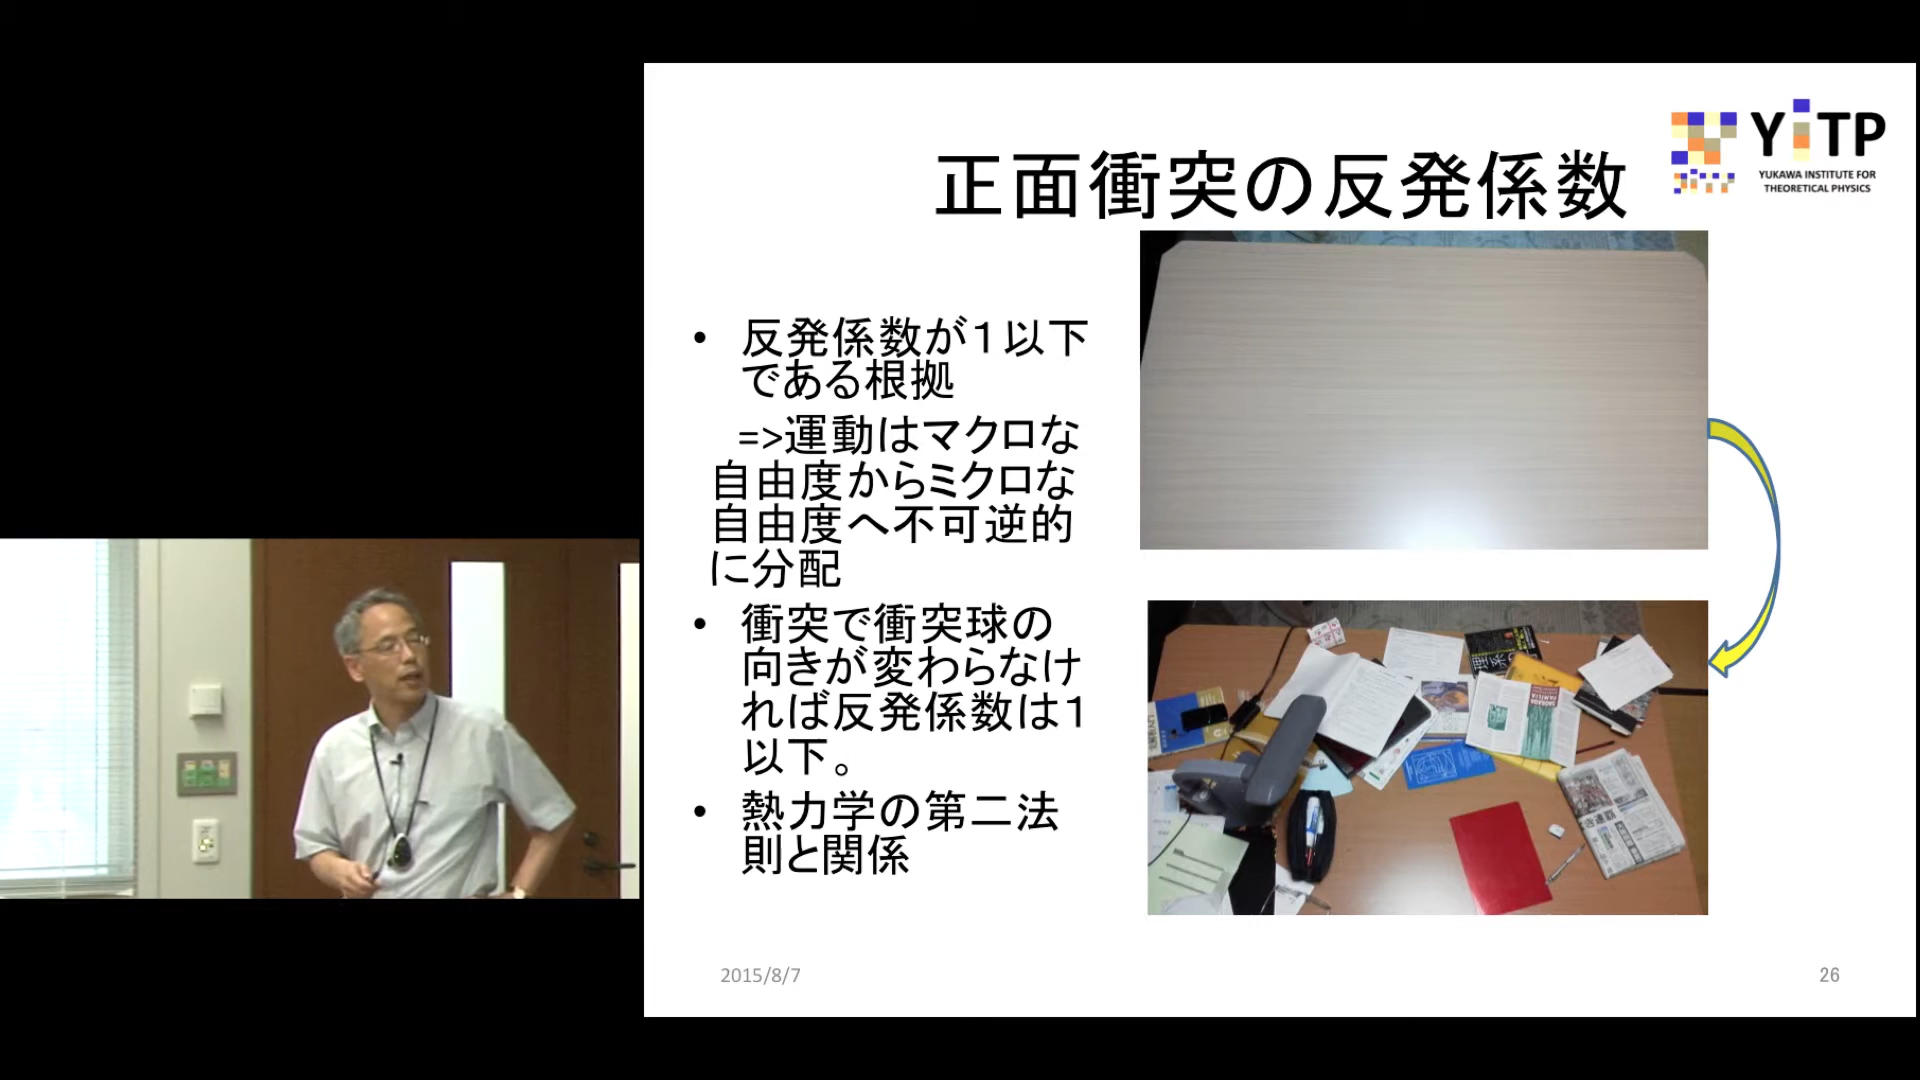 正面衝突の反発係数
YiTP
YUKAWA INSTITUTE FOR
THEORETICAL PHYSICS
• 反発係数が１以下
である根拠
=>運動はマクロな
自由度からミクロな
自由度へ不可逆的
に分配
• 衝突で衝突球の
向きが変わらなけ
れば反発係数は１
以下。
• 熱力学の第二法
則と関係
2015/8/7
26